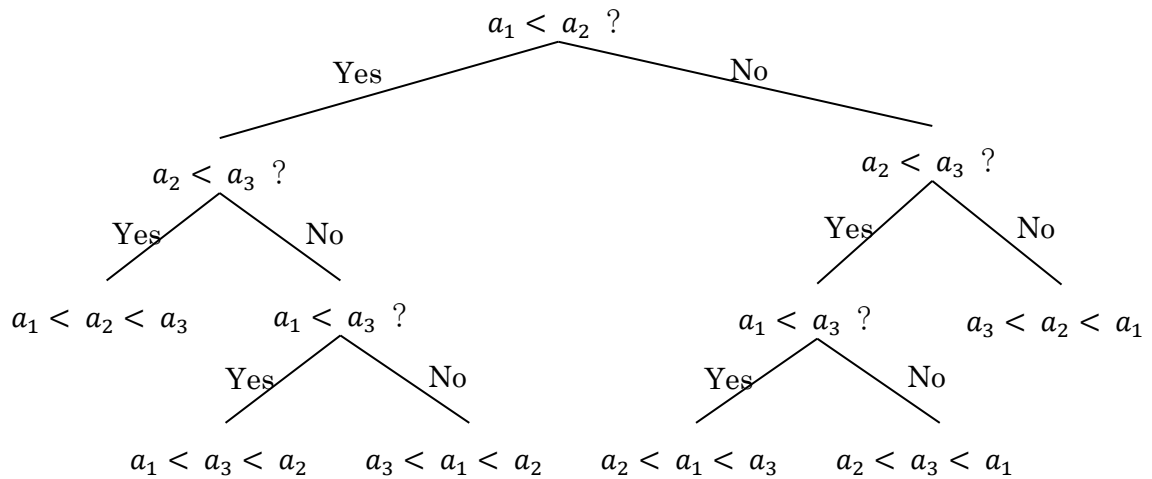 a₁ < a₂ ?
Yes
No
a₂ < a₃ ?
a₂ < a₃ ?
Yes
No
Yes
No
a₁ < a₂ < a₃
a₁ < a₃ ?
a₁ < a₃ ?
a₃ < a₂ < a₁
Yes
No
Yes
No
a₁ < a₃ < a₂
a₃ < a₁ < a₂
a₂ < a₁ < a₃
a₂ < a₃ < a₁